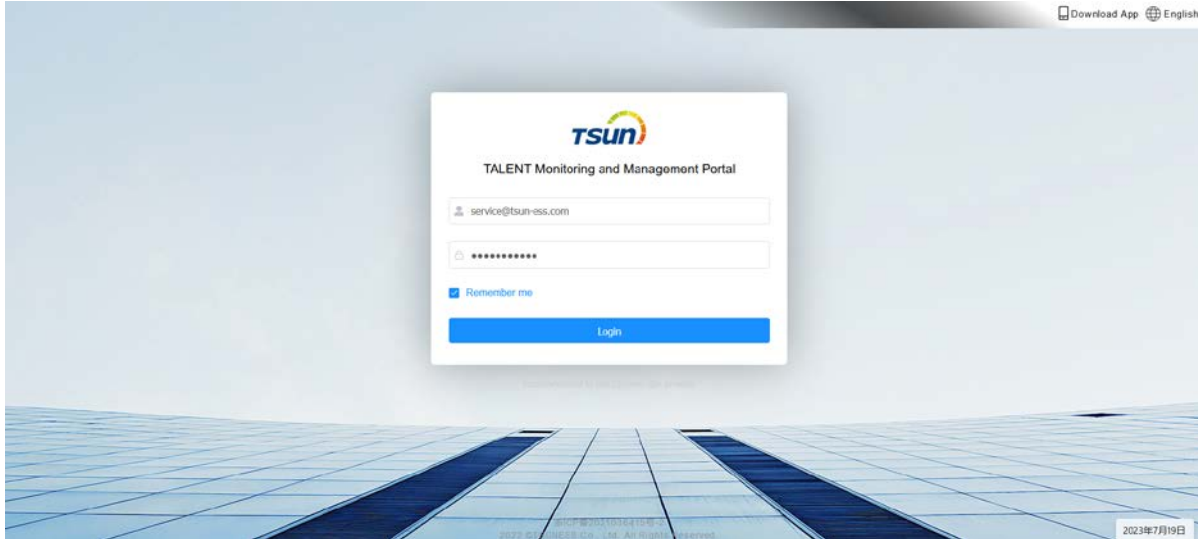 Download App English
TSUN
TALENT Monitoring and Management Portal
service@tsun-ess.com
•••••••••••
Remember me
Login
2023年7月19日